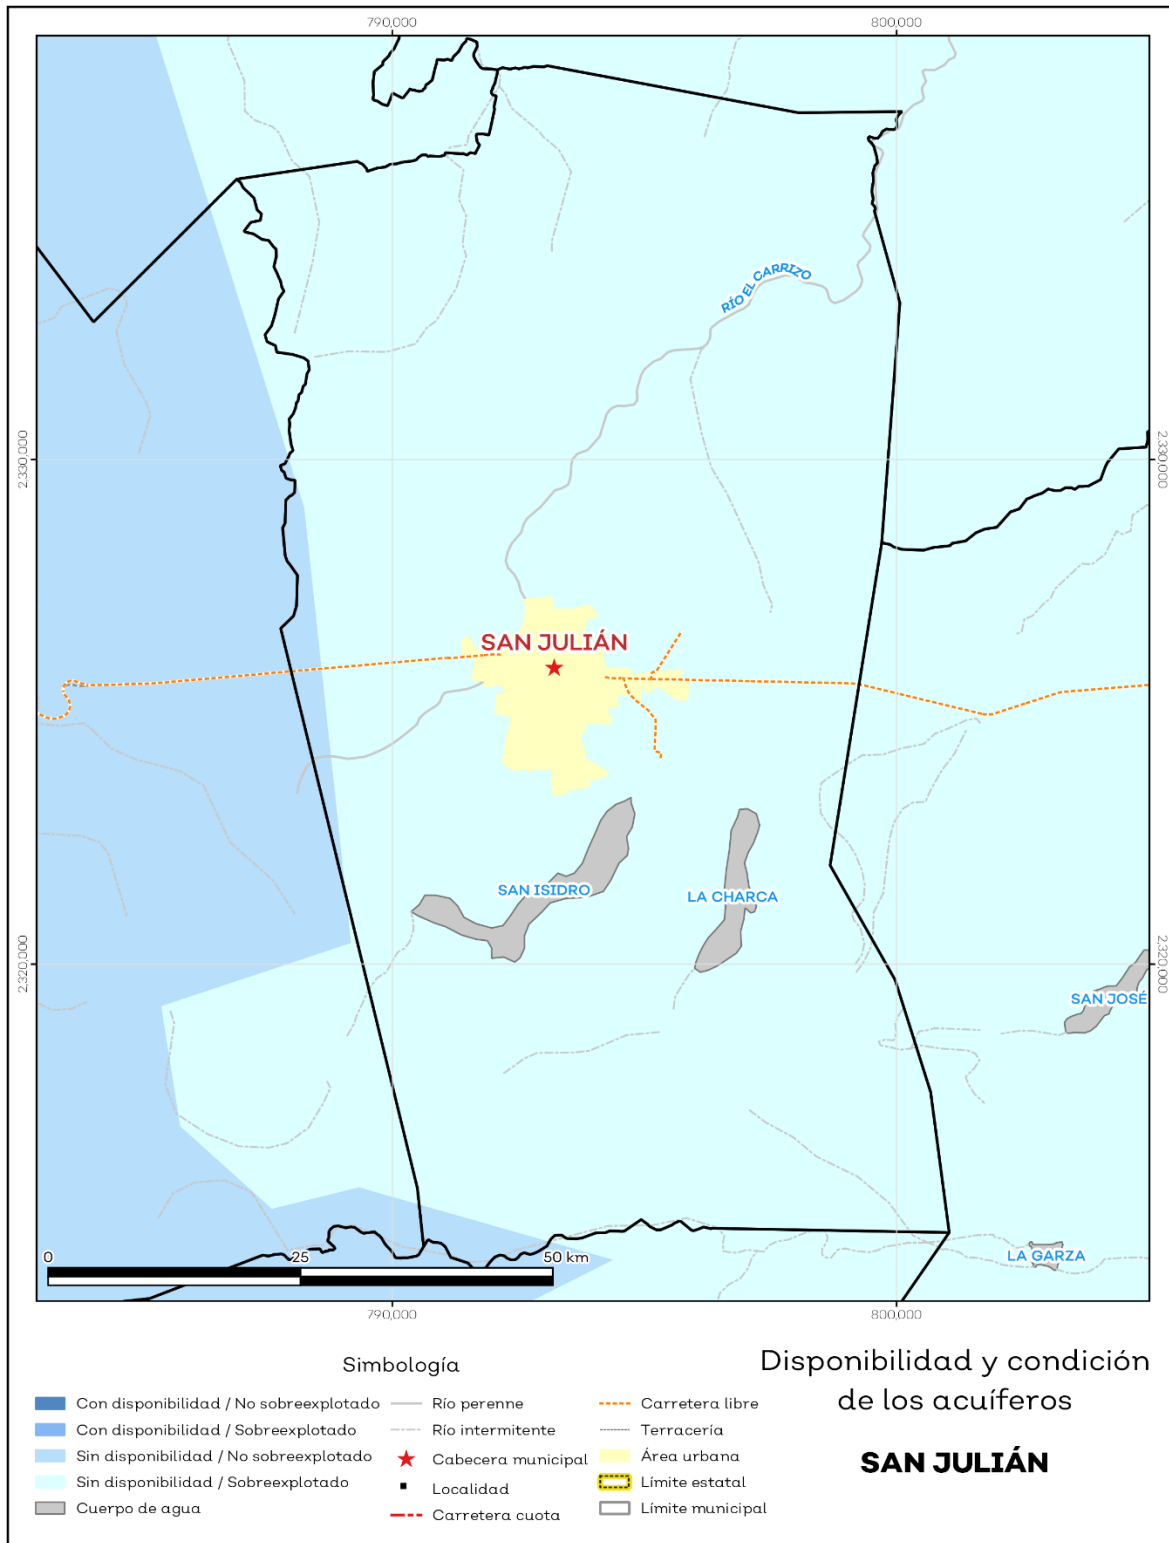 790,000
800,000
RÍO EL CARRIZO
2,330,000
2,330,000
SAN JULIÁN
SAN ISIDRO
LA CHARCA
2,320,000
2,320,000
SAN JOSÉ
0
25
50 km
LA GARZA
790,000
800,000
Simbología
Con disponibilidad / No sobreexplotado
Con disponibilidad / Sobreexplotado
Sin disponibilidad / No sobreexplotado
Sin disponibilidad / Sobreexplotado
Cuerpo de agua
Río perenne
Río intermitente
Cabecera municipal
Localidad
Carretera cuota
Carretera libre
Terracería
Área urbana
Límite estatal
Límite municipal
Disponibilidad y condición
de los acuíferos
SAN JULIÁN